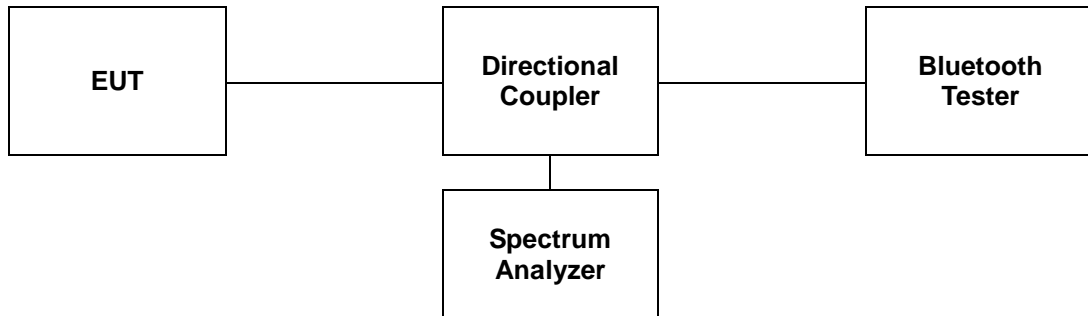 EUT
Directional
Coupler
Bluetooth
Tester
Spectrum
Analyzer